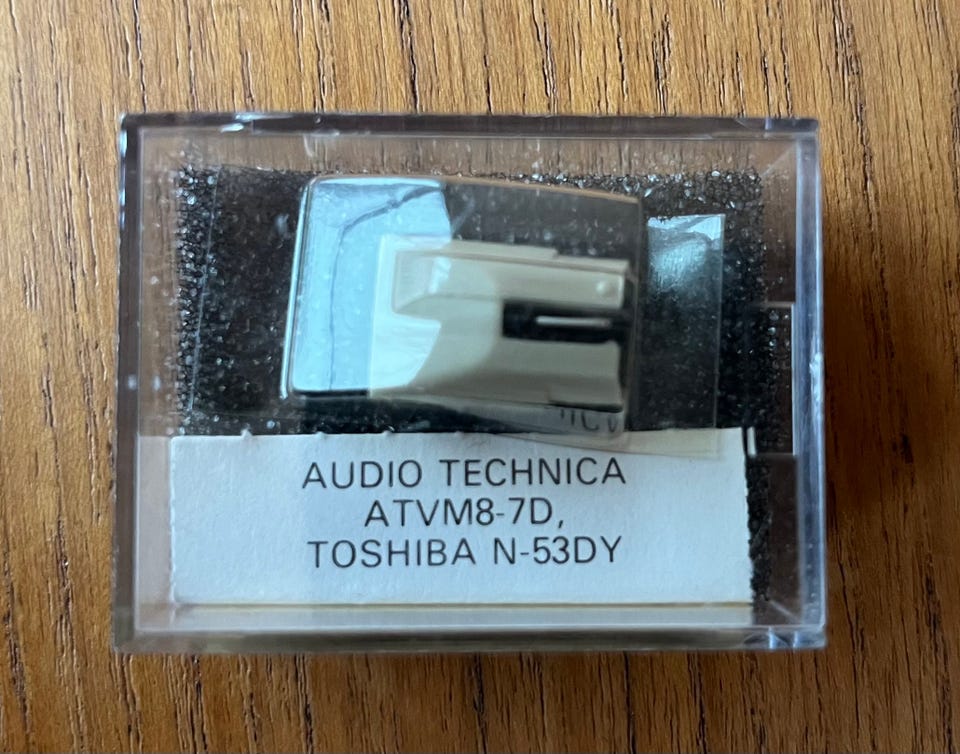 AUDIO TECHNICA
ATVM8-7D,
TOSHIBA N-53DY